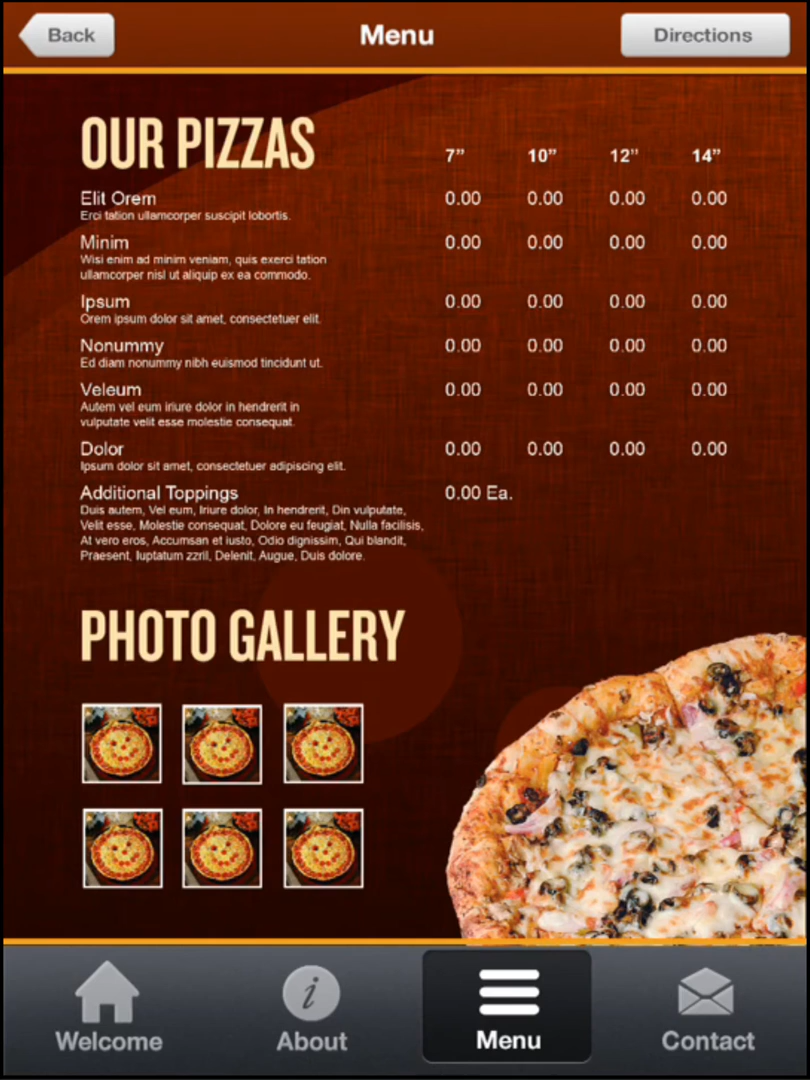 Back
Menu
Directions
OUR PIZZAS
7” 10” 12” 14”
Elit Orem 0.00 0.00 0.00 0.00
Erci tation ullamcorper suscipit lobortis.
Minim 0.00 0.00 0.00 0.00
Wisi enim ad minim veniam, quis exerci tation
ullamcorper nisl ut aliquip ex ea commodo.
Ipsum 0.00 0.00 0.00 0.00
Orem ipsum dolor sit amet, consectetuer elit.
Nonummy 0.00 0.00 0.00 0.00
Ed diam nonummy nibh euismod tincidunt ut.
Veleum 0.00 0.00 0.00 0.00
Autem vel eum iriure dolor in hendrerit in
vulputate velit esse molestie consequat.
Dolor 0.00 0.00 0.00 0.00
Ipsum dolor sit amet, consectetuer adipiscing elit.
Additional Toppings 0.00 Ea.
Duis autem, Vel eum, Iriure dolor, In hendrerit, Din vulputate,
Velit esse, Molestie consequat, Dolore eu feugiat, Nulla facilisis,
At vero eros, Accumsan et iusto, Odio dignissim, Qui blandit,
Praesent, luptatum zzril, Delenit, Augue, Duis dolore.
PHOTO GALLERY
Welcome
About
Menu
Contact